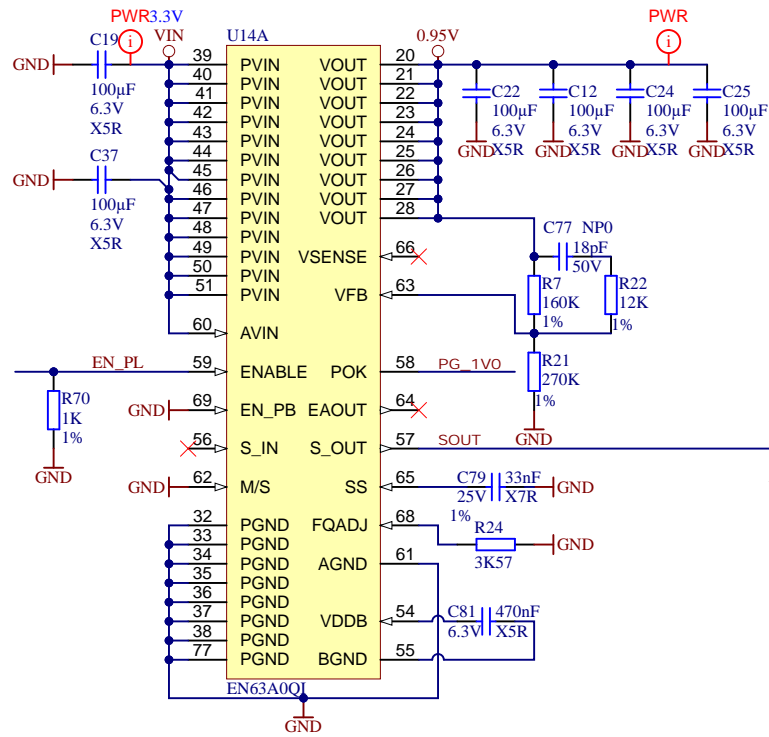 PWR 3.3V
C19
VIN
U14A
0.95V
PWR
GND
100µF
6.3V
X5R
39 PVIN VOUT 20
40 PVIN VOUT 21
41 PVIN VOUT 22
42 PVIN VOUT 23
43 PVIN VOUT 24
44 PVIN VOUT 25
45 PVIN VOUT 26
46 PVIN VOUT 27
47 PVIN VOUT 28
48 PVIN
49 PVIN VSENSE 66
50 PVIN
51 PVIN VFB 63
60 AVIN
C22
100µF
6.3V
X5R
GND
C12
100µF
6.3V
X5R
GND
C24
100µF
6.3V
X5R
GND
C25
100µF
6.3V
X5R
GND
C37
GND
100µF
6.3V
X5R
C77 NP0
18pF
50V
R7
160K
1%
R22
12K
1%
R21
270K
1%
GND
EN_PL
59 ENABLE POK 58
PG_1V0
R70
1K
1%
GND
GND
69 EN_PB EAOUT 64
56 S_IN S_OUT 57
SOUT
GND
62 M/S SS 65
C79 33nF
25V X7R
1%
GND
32 PGND FQADJ 68
R24
3K57
GND
33 PGND
34 PGND AGND 61
35 PGND
36 PGND
37 PGND VDDB 54
C81 470nF
6.3V X5R
38 PGND
77 PGND BGND 55
EN63A0QI
GND